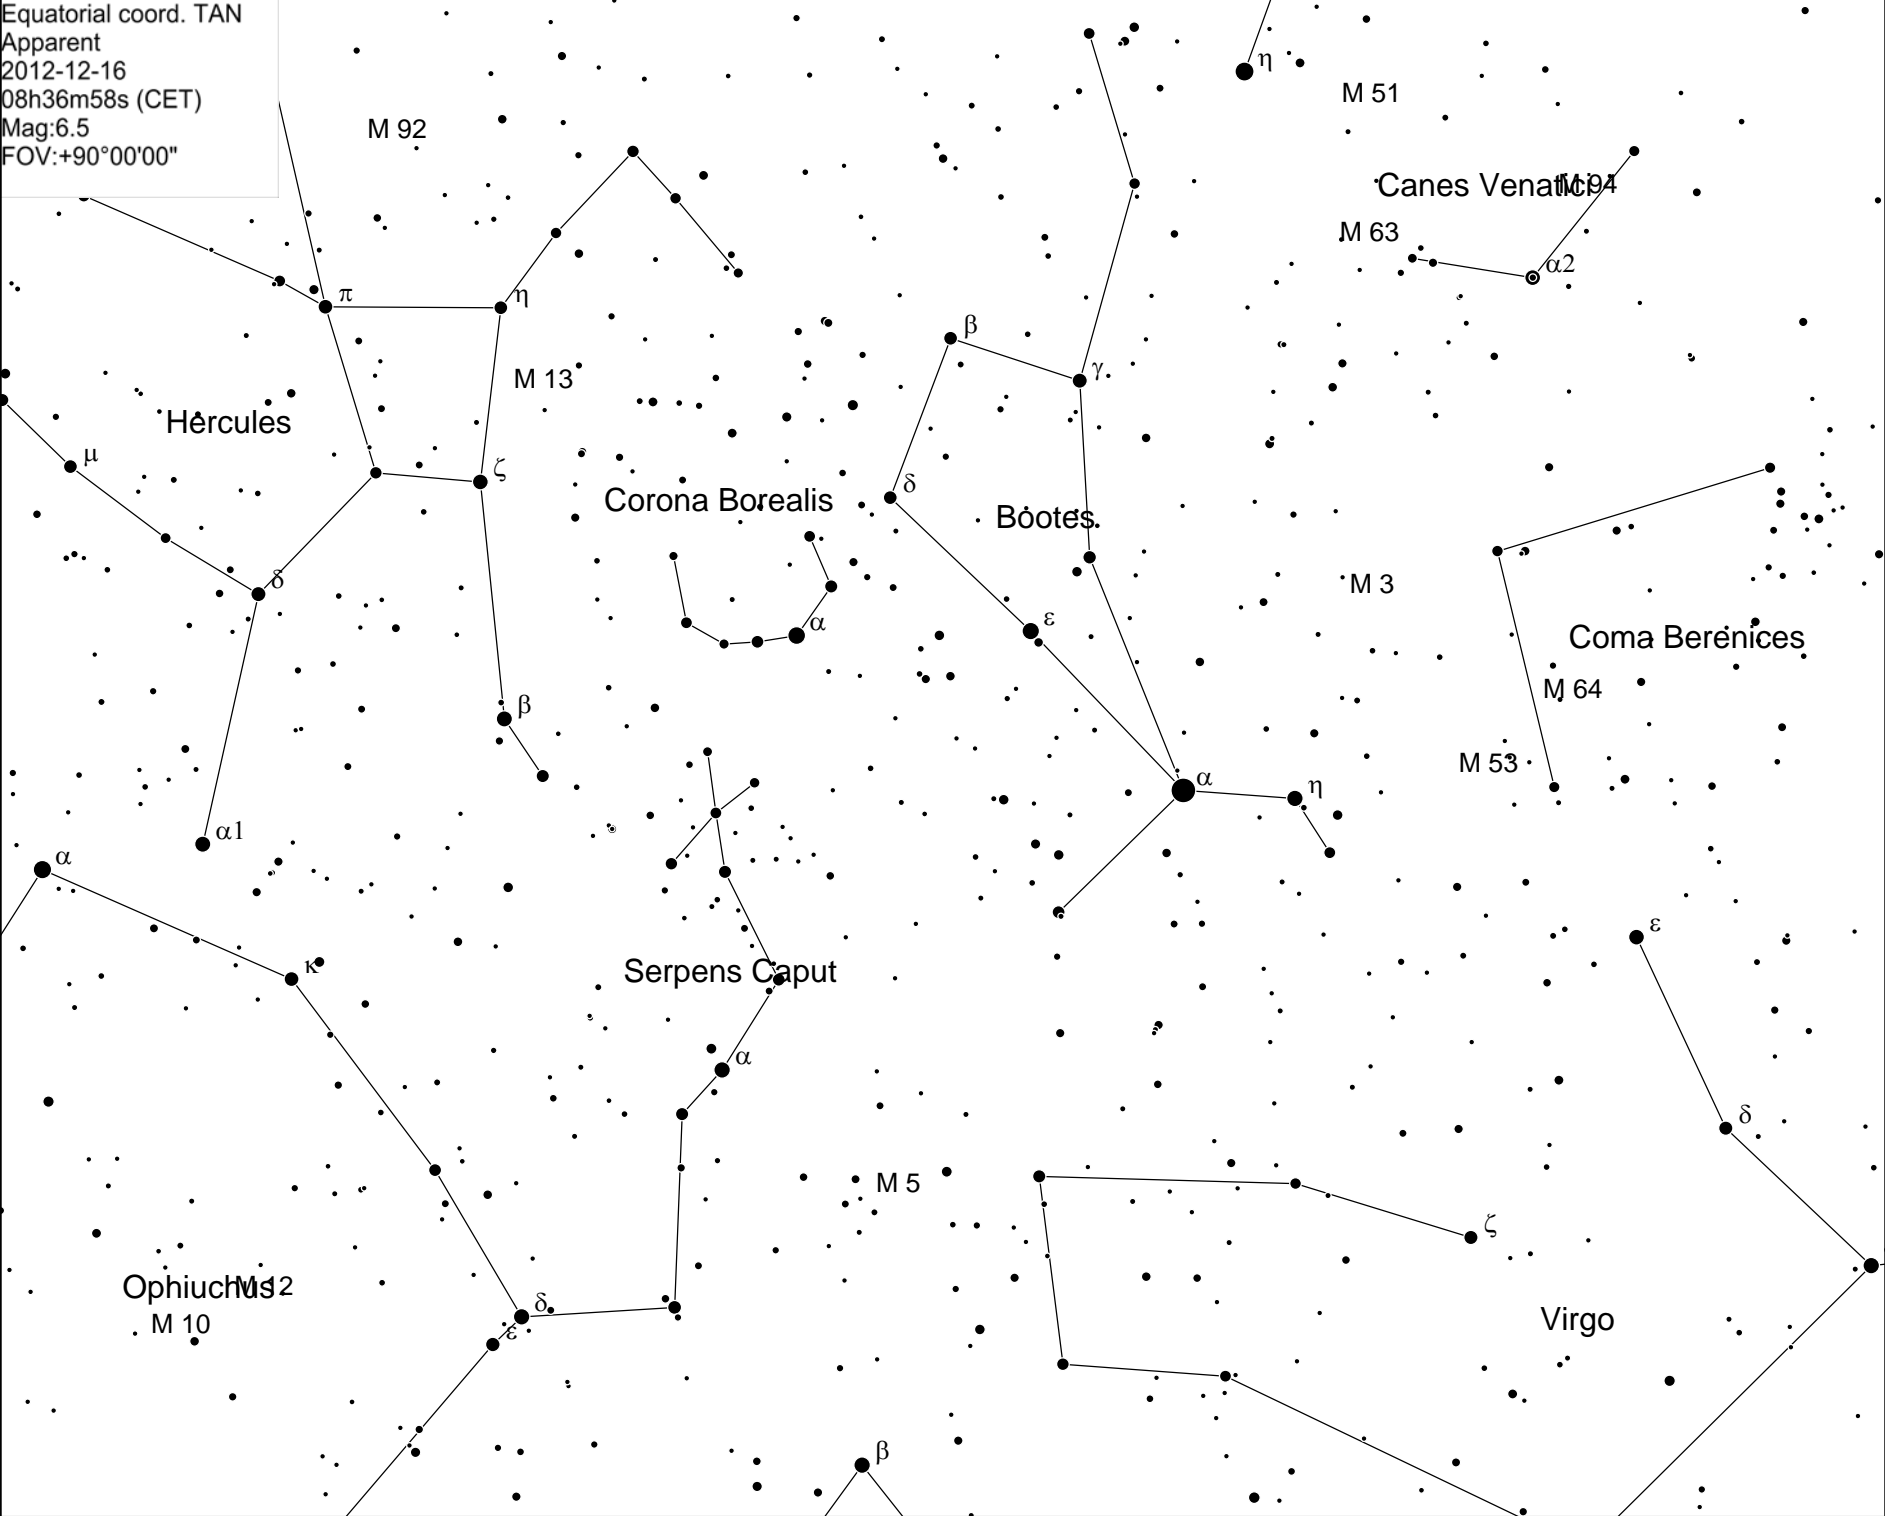 Equatorial coord. TAN
Apparent
2012-12-16
08h36m58s (CET)
Mag:6.5
FOV:+90°00'00"
η
M 51
M 92
Canes Venatici
M 94
M 63
α2
π
η
β
γ
M 13
Hercules
μ
ζ
Corona Borealis
δ
Bootes
δ
M 3
ε
α
Coma Berenices
M 64
β
M 53
α
η
α1
α
ε
κ
Serpens Caput
α
δ
M 5
ζ
Ophiuchus
M 12
M 10
δ
ε
Virgo
β